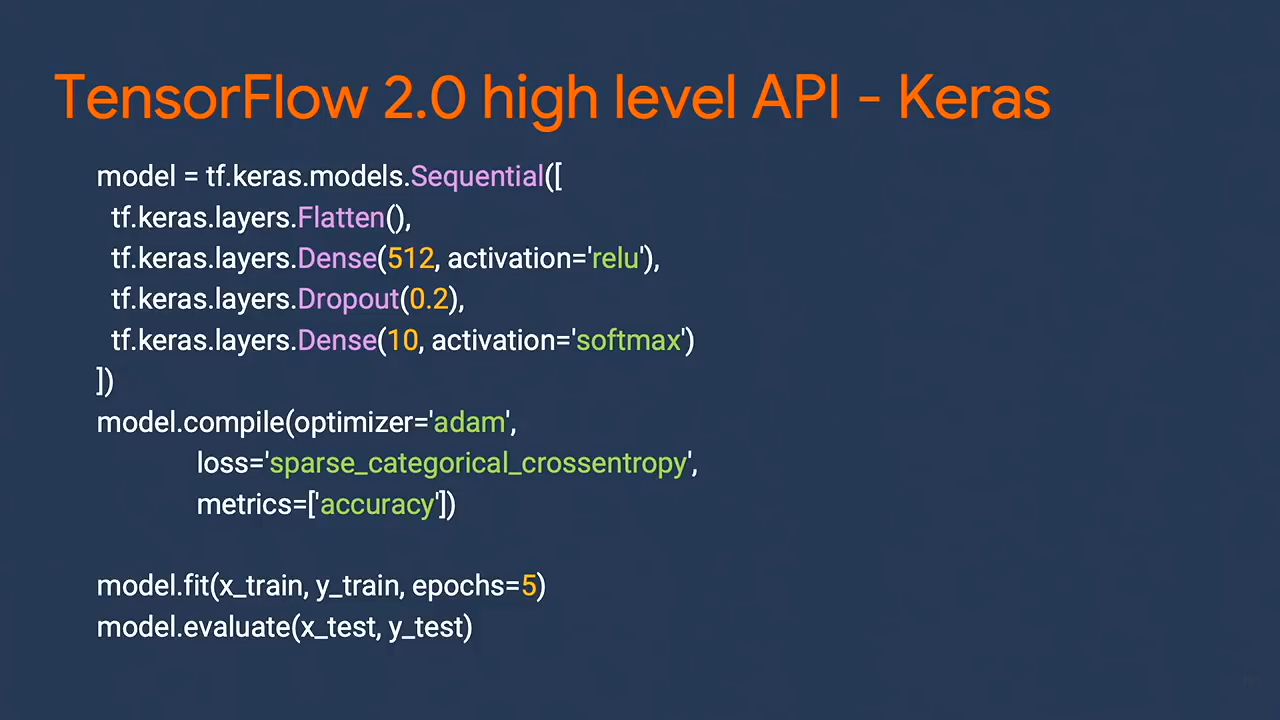 TensorFlow 2.0 high level API - Keras
model = tf.keras.models.Sequential([
tf.keras.layers.Flatten(),
tf.keras.layers.Dense(512, activation='relu'),
tf.keras.layers.Dropout(0.2),
tf.keras.layers.Dense(10, activation='softmax')
])
model.compile(optimizer='adam',
loss='sparse_categorical_crossentropy',
metrics=['accuracy'])
model.fit(x_train, y_train, epochs=5)
model.evaluate(x_test, y_test)